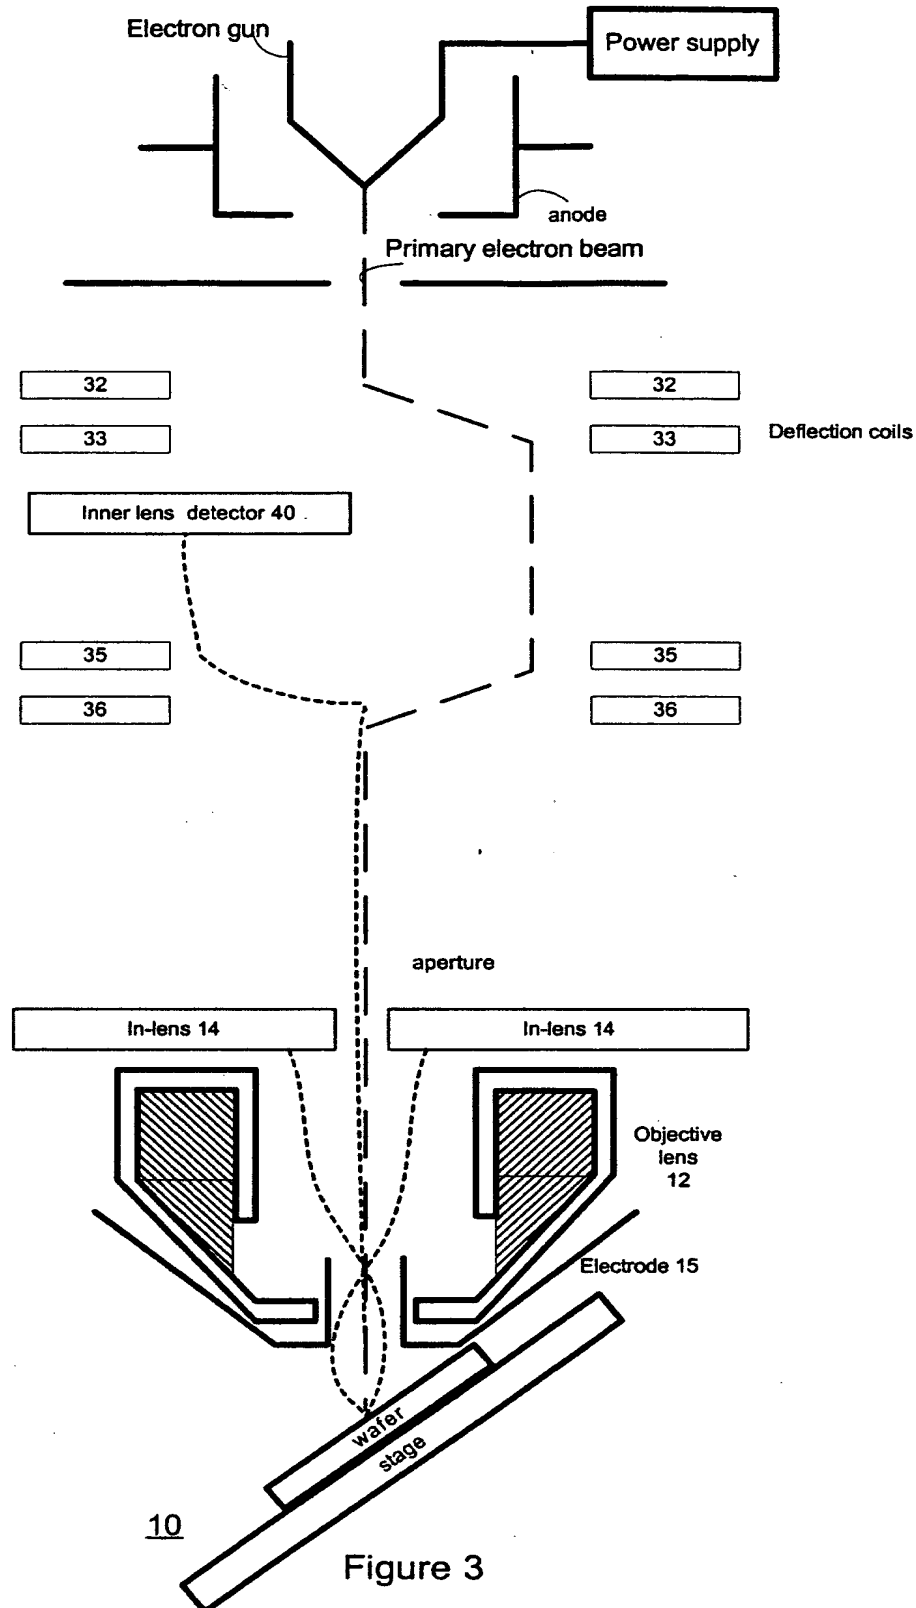 Electron gun
Power supply
anode
Primary electron beam
32
32
33
33
Deflection coils
Inner lens detector 40
35
35
36
36
aperture
In-lens 14
In-lens 14
Objective
lens
12
Electrode 15
wafer
stage
10
Figure 3